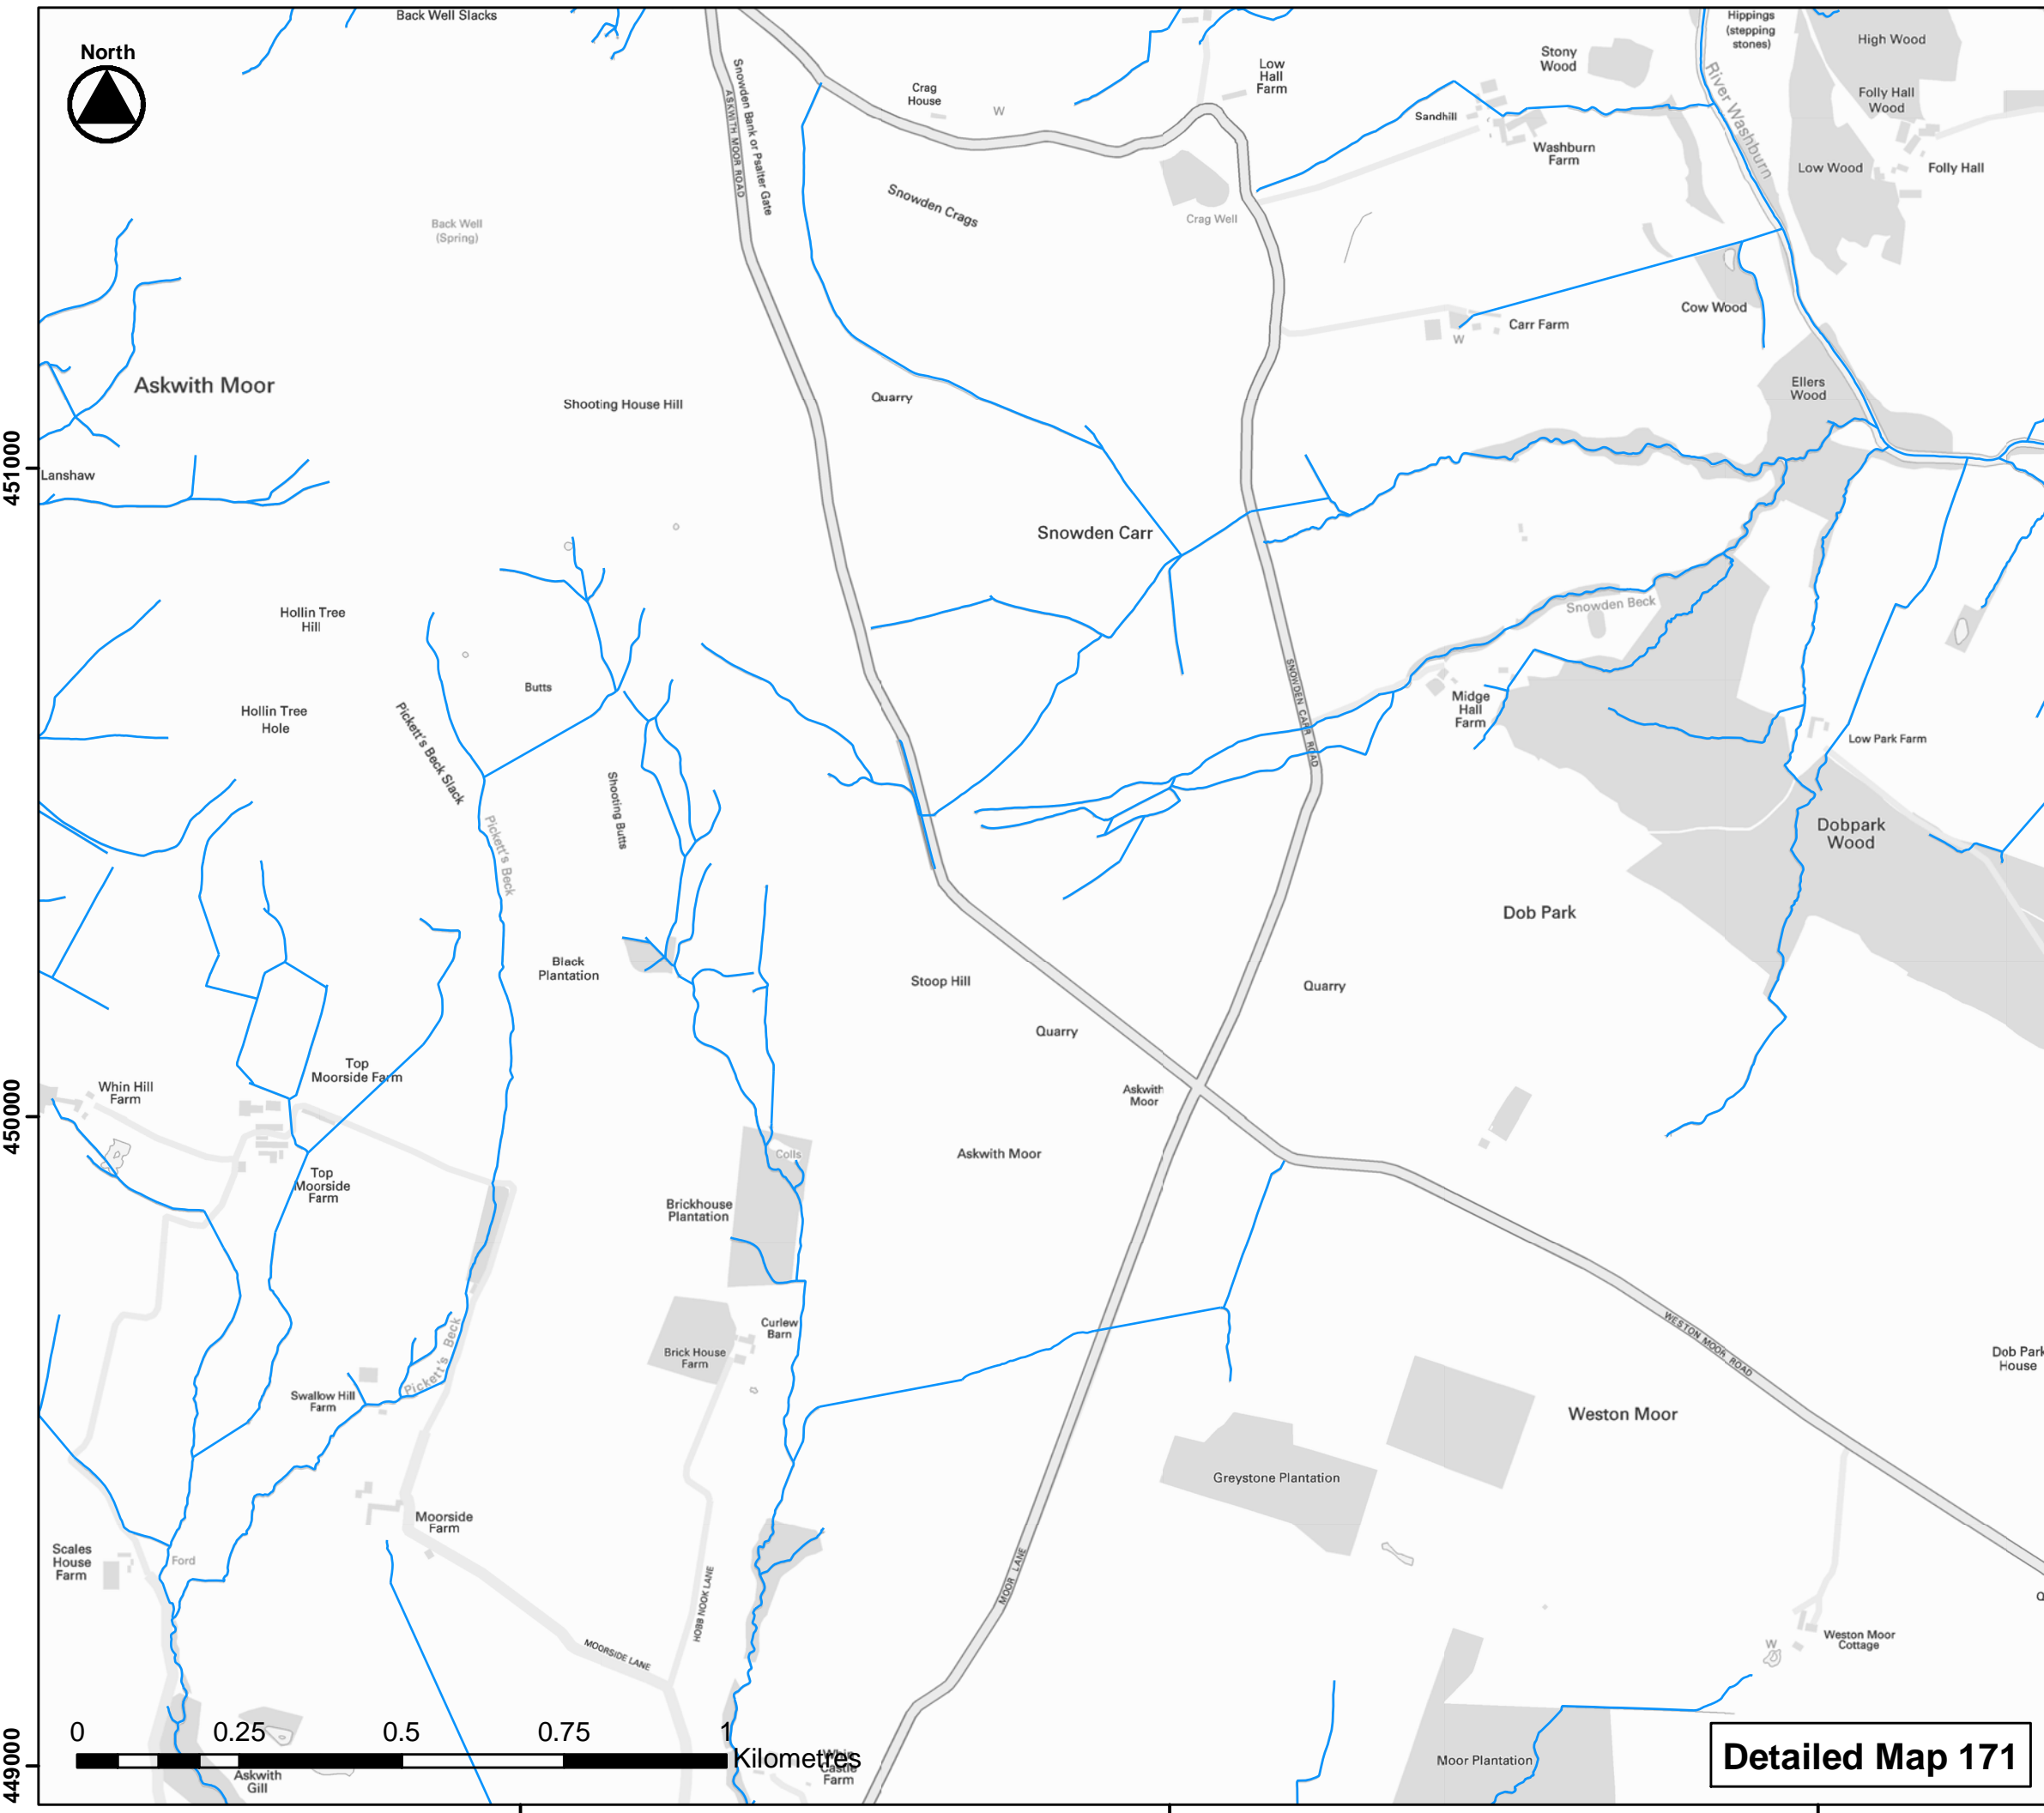 Back Well Slacks
Hippings
(stepping
stones)
High Wood
North
Stony
Wood
Low
Hall
Farm
Crag
House
W
Folly Hall
Wood
Sandhill
River Washburn
Snowden Bank or Psalter Gate
ASKWITH MOOR ROAD
Washburn
Farm
Low Wood
Folly Hall
Snowden Crags
Crag Well
Back Well
(Spring)
Cow Wood
Carr Farm
W
Askwith Moor
Ellers
Wood
Shooting House Hill
Quarry
451000
Lanshaw
Snowden Carr
Snowden Beck
Hollin Tree
Hill
Butts
Midge
Hall
Farm
SNOWDEN CARR ROAD
Hollin Tree
Hole
Pickett's Beck Slack
Low Park Farm
Shooting Butts
Pickett's Beck
Dobpark
Wood
Dob Park
Black
Plantation
Stoop Hill
Quarry
Quarry
Top
Moorside Farm
Whin Hill
Farm
Askwith
Moor
450000
Colls
Askwith Moor
Top
Moorside
Farm
Brickhouse
Plantation
Curlew
Barn
WESTON MOOR ROAD
Brick House
Farm
Dob Park
House
Pickett's Beck
Swallow Hill
Farm
Weston Moor
Greystone Plantation
Moorside
Farm
Scales
House
Farm
Ford
MOOR LANE
HOBB NOOK LANE
Q
Weston Moor
Cottage
W
MOORSIDE LANE
0 0.25 0.5 0.75 1
Kilometres
Whin
Castle
Farm
Moor Plantation
Detailed Map 171
449000
Askwith
Gill